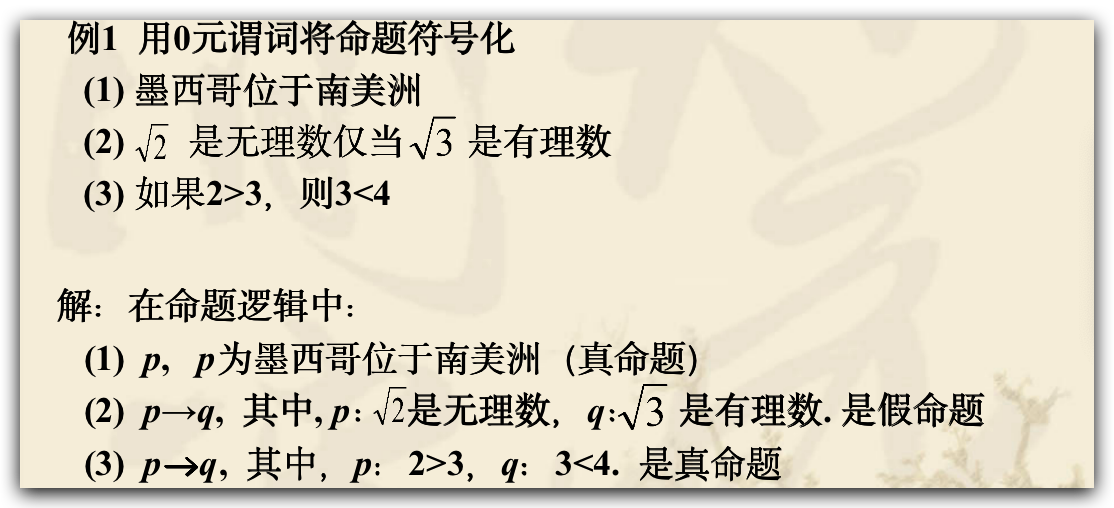 例1 用0元谓词将命题符号化
(1) 墨西哥位于南美洲
(2) √2 是无理数仅当 √3 是有理数
(3) 如果2>3，则3<4
解：在命题逻辑中：
(1) p，p为墨西哥位于南美洲（真命题）
(2) p→q, 其中, p：√2是无理数，q：√3 是有理数. 是假命题
(3) p→q, 其中，p：2>3，q：3<4. 是真命题